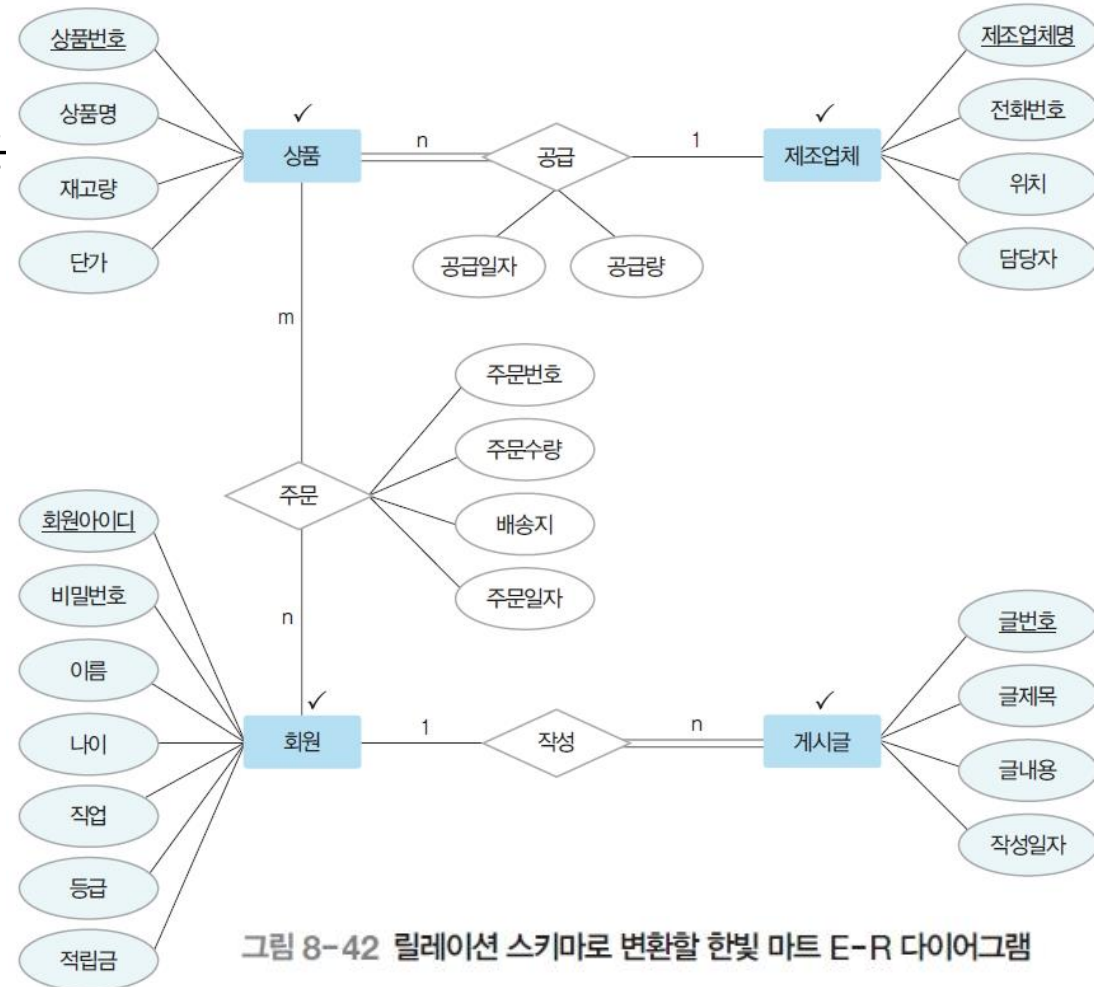 상품번호
상품명
재고량
단가
✓
상품
n
공급
1
✓
제조업체
제조업체명
전화번호
위치
담당자
공급일자
공급량
m
주문번호
주문수량
배송지
주문일자
주문
n
회원아이디
비밀번호
이름
나이
직업
등급
적립금
✓
회원
1
작성
n
✓
게시글
글번호
글제목
글내용
작성일자
그림 8-42 릴레이션 스키마로 변환할 한빛 마트 E-R 다이어그램